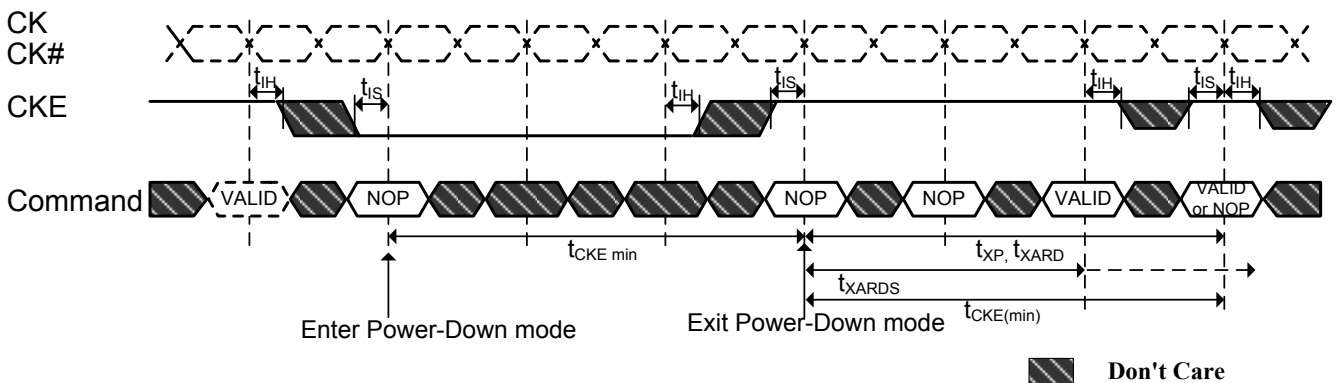 CK
CK#
tIH tIS tIH tIS tIH tIS tIH
CKE
Command VALID NOP NOP NOP VALID VALID or NOP
tCKE min tXP, tXARD
tXARDS
tCKE(min)
Enter Power-Down mode Exit Power-Down mode
Don't Care